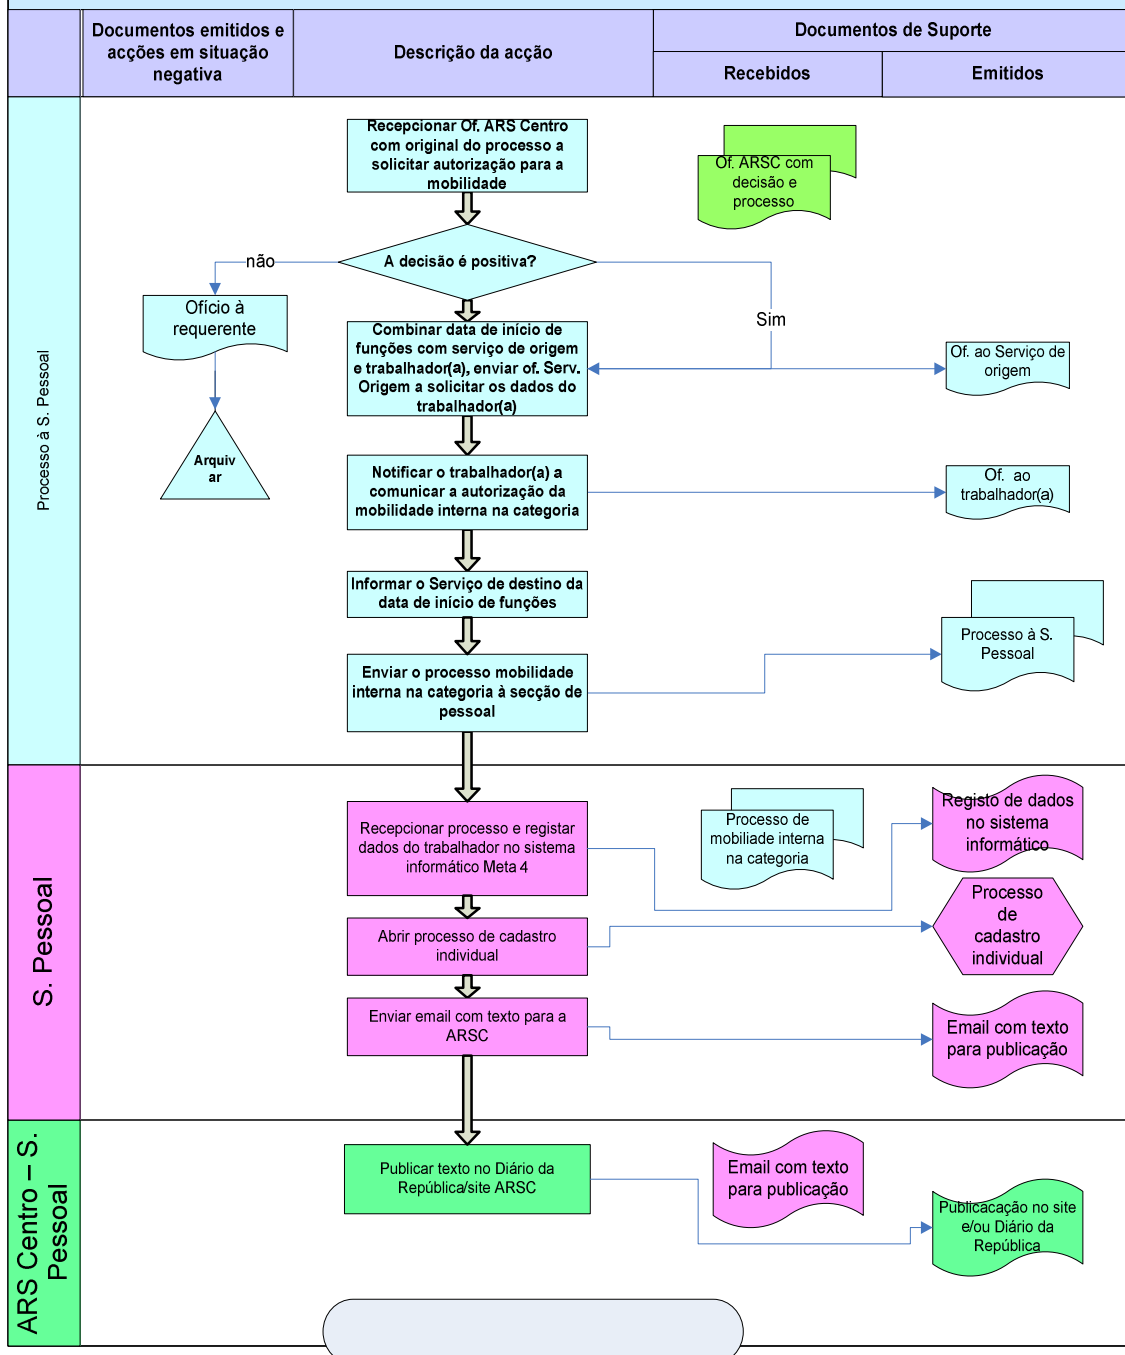 Documentos emitidos e
acções em situação
negativa
Descrição da acção
Documentos de Suporte
Recebidos
Emitidos
Processo à S. Pessoal
Recepcionar Of. ARS Centro
com original do processo a
solicitar autorização para a
mobilidade
Of. ARSC com
decisão e
processo
A decisão é positiva?
não
Sim
Ofício à
requerente
Arquiv
ar
Combinar data de início de
funções com serviço de origem
e trabalhador(a), enviar of. Serv.
Origem a solicitar os dados do
trabalhador(a)
Of. ao Serviço de
origem
Notificar o trabalhador(a) a
comunicar a autorização da
mobilidade interna na categoria
Of. ao
trabalhador(a)
Informar o Serviço de destino da
data de início de funções
Enviar o processo mobilidade
interna na categoria à secção de
pessoal
Processo à S.
Pessoal
S. Pessoal
Recepcionar processo e registar
dados do trabalhador no sistema
informático Meta 4
Processo de
mobiliade interna
na categoria
Registo de dados
no sistema
informático
Abrir processo de cadastro
individual
Processo
de
cadastro
individual
Enviar email com texto para a
ARSC
Email com texto
para publicação
ARS Centro – S.
Pessoal
Publicar texto no Diário da
República/site ARSC
Email com texto
para publicação
Publicacação no site
e/ou Diário da
República